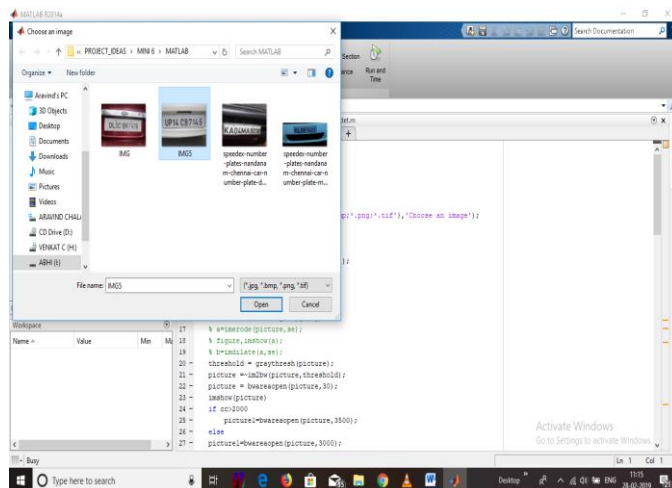 MATLAB R2014a
Search Documentation
Choose an image
PROJECT_IDEAS > MINI 6 > MATLAB
Search MATLAB
Organize
New folder
Section
Run and
Time
Aravind's PC
3D Objects
Desktop
Documents
Downloads
Music
Pictures
Videos
CD Drive (D:)
VENKAT C (H:)
ABHI (I:)
UP14 CB7145
IMG
IMG5
speedex-number
-plates-nandana
m-chennai-car-n
umber-plate-d...
speedex-number
-plates-nandana
m-chennai-car-n
umber-plate-m...
File name: IMG5
(*.jpg, *.bmp, *.png, *.tif)
Open
Cancel
'*.png;*.tif'},'Choose an image');
Workspace
Name
Value
Min
17 % a=imerode(picture,se);
18 % figure,imshow(a);
19 % b=imdilate(a,se);
20 - threshold = graythresh(picture);
21 - picture =~im2bw(picture,threshold);
22 - picture = bwareaopen(picture,30);
23 - imshow(picture)
24 - if cc>2000
25 - picture1=bwareaopen(picture,3500);
26 - else
27 - picture1=bwareaopen(picture,3000);
Activate Windows
Go to Settings to activate Windows.
Busy
Ln 1 Col 1
Type here to search
Desktop
ENG
11:15
28-02-2019